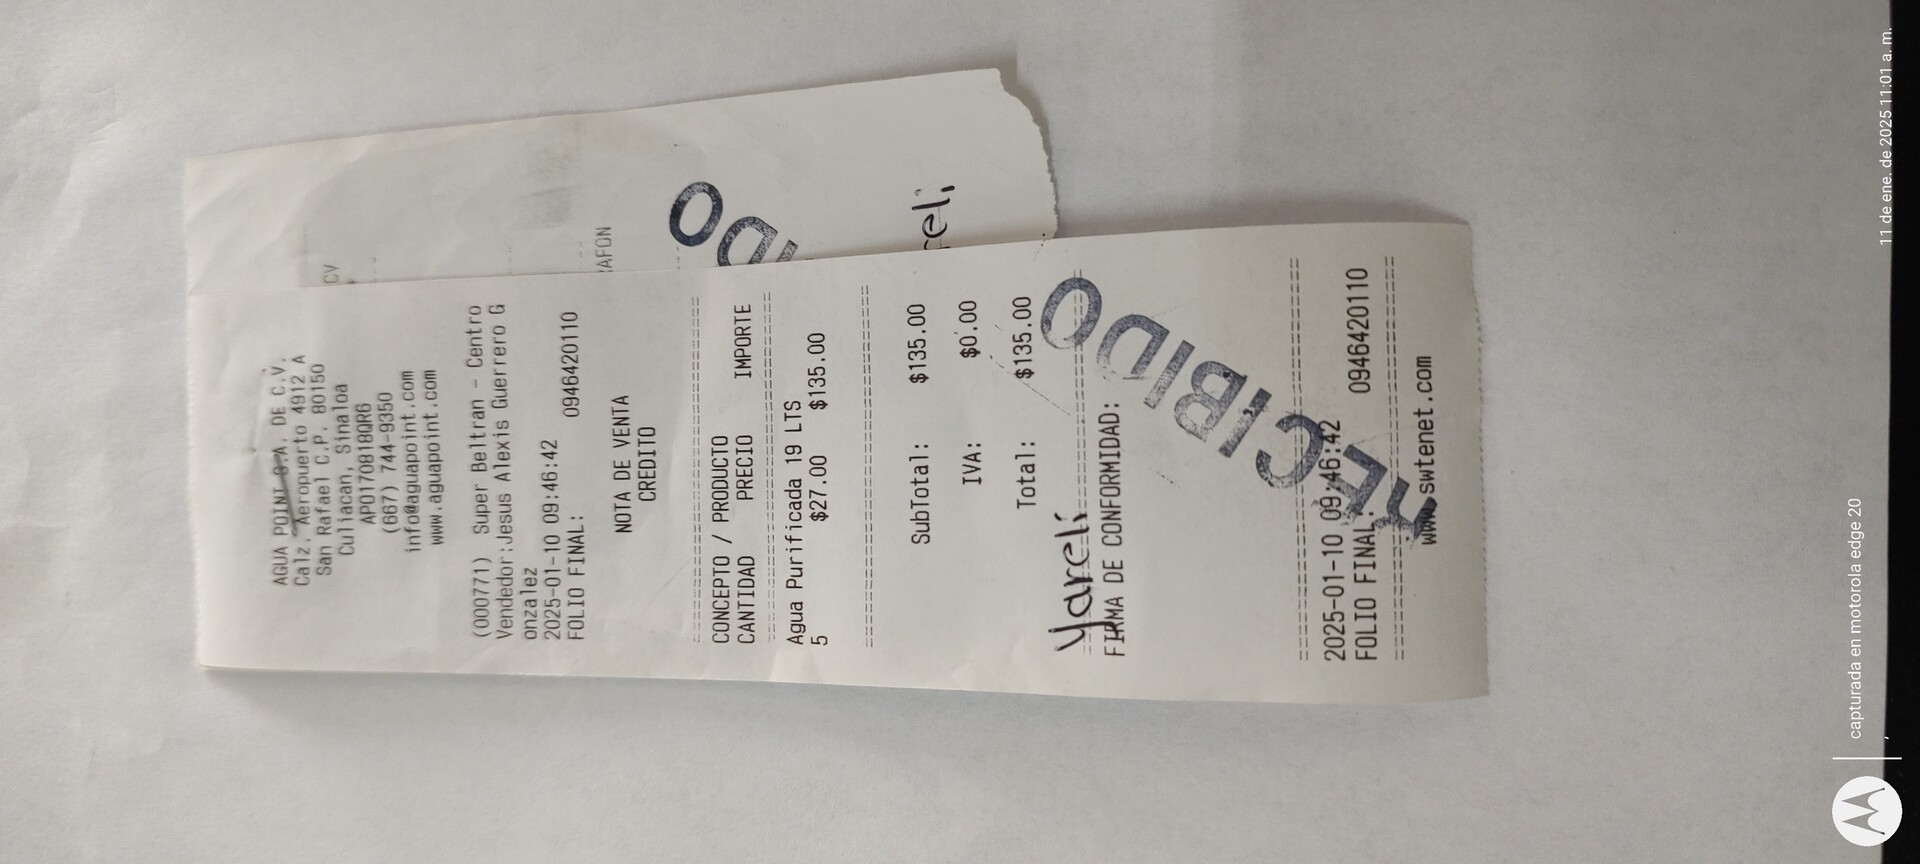 AGUA POINT S.A. DE C.V.
Calz. Aeropuerto 4912 A
San Rafael C.P. 80150
Culiacan, Sinaloa
APO170818QR6
(667) 744-9350
info@aguapoint.com
www.aguapoint.com
(000771) Super Beltran - Centro
Vendedor:Jesus Alexis Guerrero G
onzalez
2025-01-10 09:46:42
FOLIO FINAL: 0946420110
NOTA DE VENTA
CREDITO
CONCEPTO / PRODUCTO
CANTIDAD PRECIO IMPORTE
Agua Purificada 19 LTS
5 $27.00 $135.00
SubTotal: $135.00
IVA: $0.00
Total: $135.00
Yareli
FIRMA DE CONFORMIDAD:
RECIBIDO
2025-01-10 09:46:42
FOLIO FINAL: 0946420110
www.swtenet.com
CV
AFON
IDO
reli
capturada en motorola edge 20
11 de ene. de 2025 11:01 a. m.